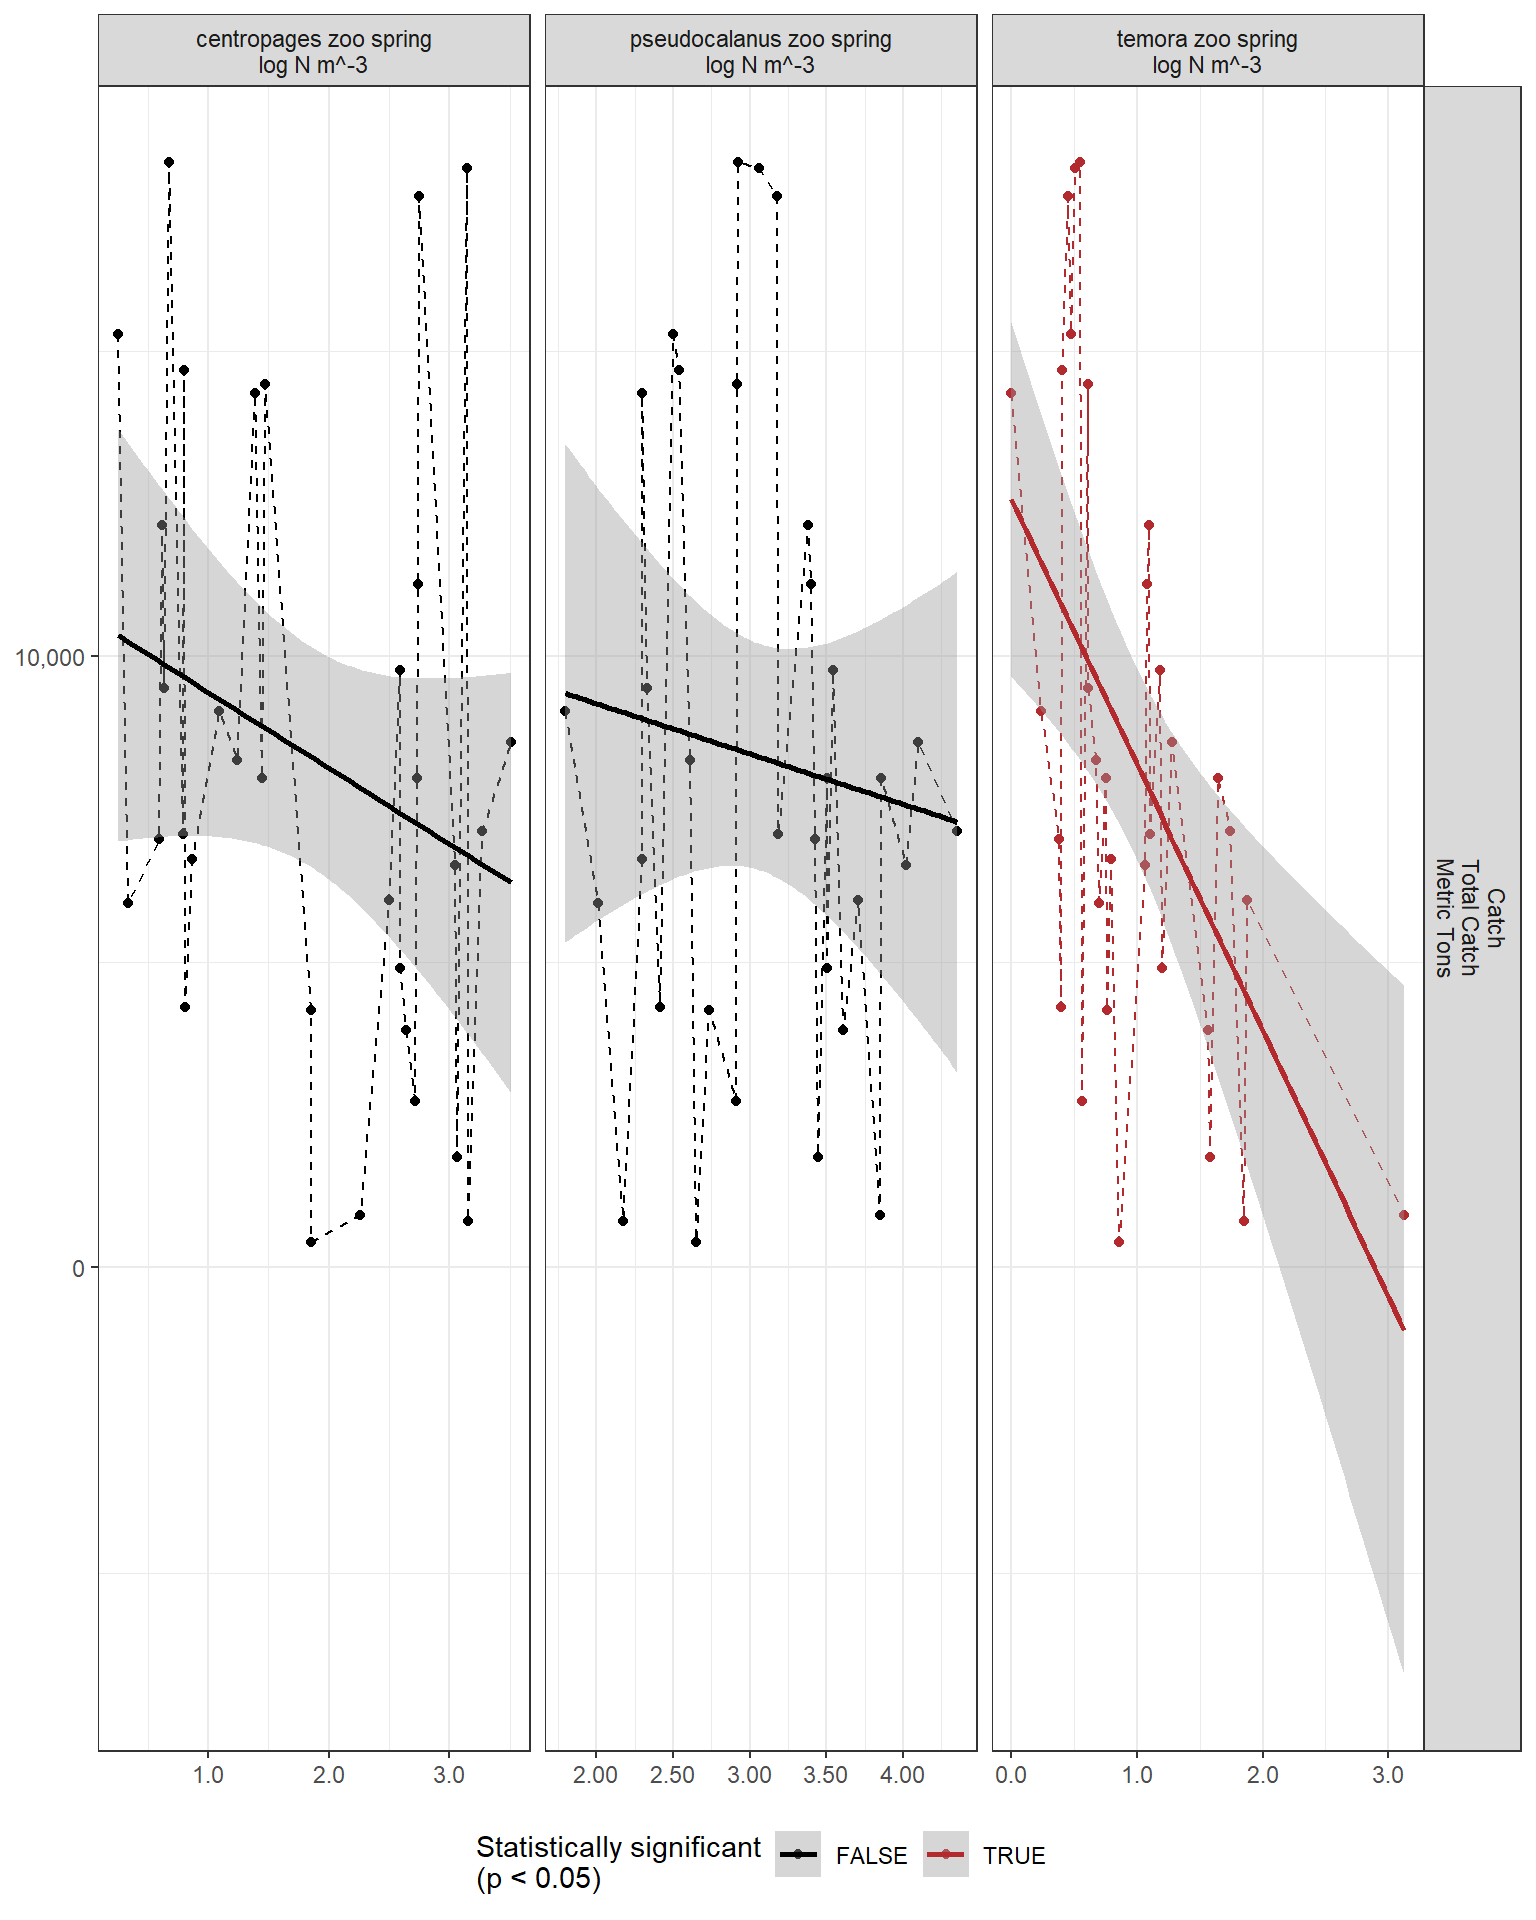 centropages zoo spring
log N m^-3
pseudocalanus zoo spring
log N m^-3
temora zoo spring
log N m^-3
10,000
0
Catch
Total Catch
Metric Tons
1.0 2.0 3.0
2.00 2.50 3.00 3.50 4.00
0.0 1.0 2.0 3.0
Statistically significant
(p < 0.05)
FALSE
TRUE